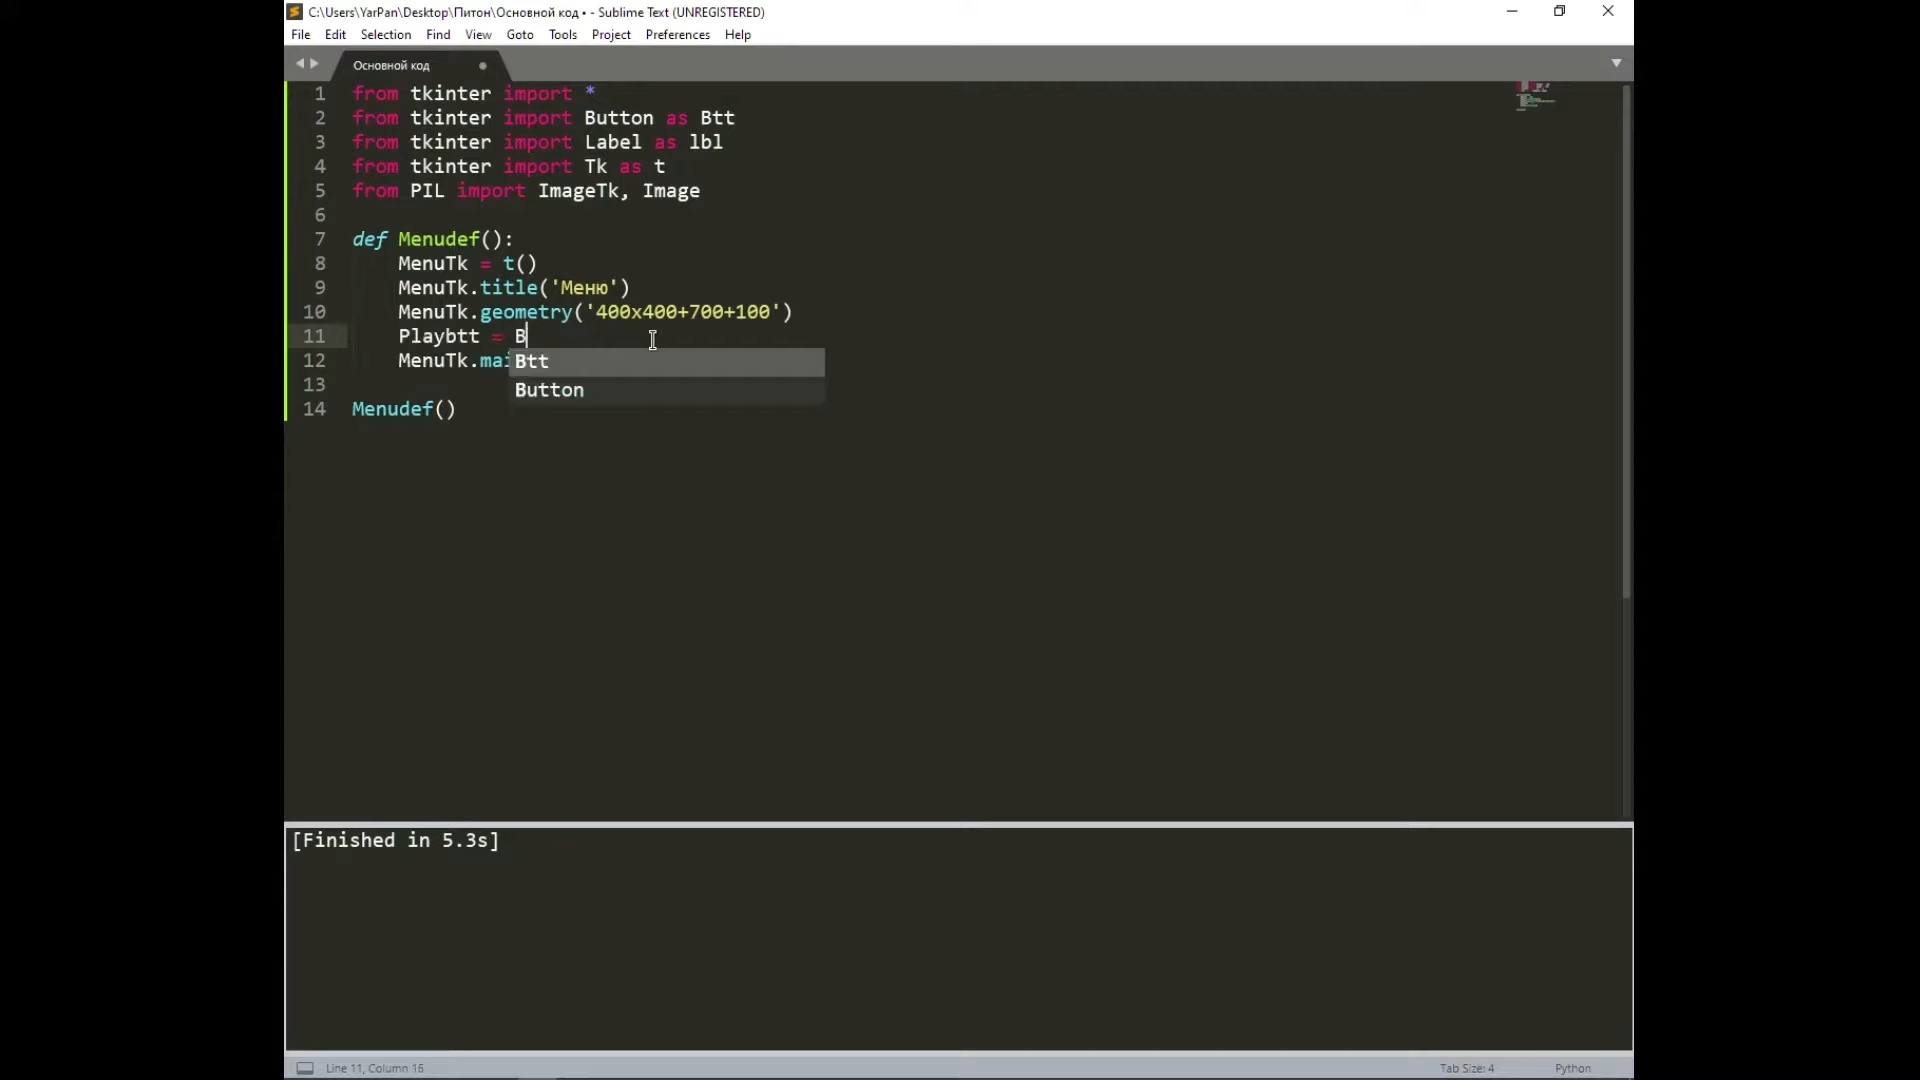 C:\Users\YarPan\Desktop\Питон\Основной код • - Sublime Text (UNREGISTERED)
File Edit Selection Find View Goto Tools Project Preferences Help
Основной код
1 from tkinter import *
2 from tkinter import Button as Btt
3 from tkinter import Label as lbl
4 from tkinter import Tk as t
5 from PIL import ImageTk, Image
6
7 def Menudef():
8 MenuTk = t()
9 MenuTk.title('Меню')
10 MenuTk.geometry('400x400+700+100')
11 Playbtt = B
12 MenuTk.mai
Btt
Button
13
14 Menudef()
[Finished in 5.3s]
Line 11, Column 16
Tab Size: 4
Python